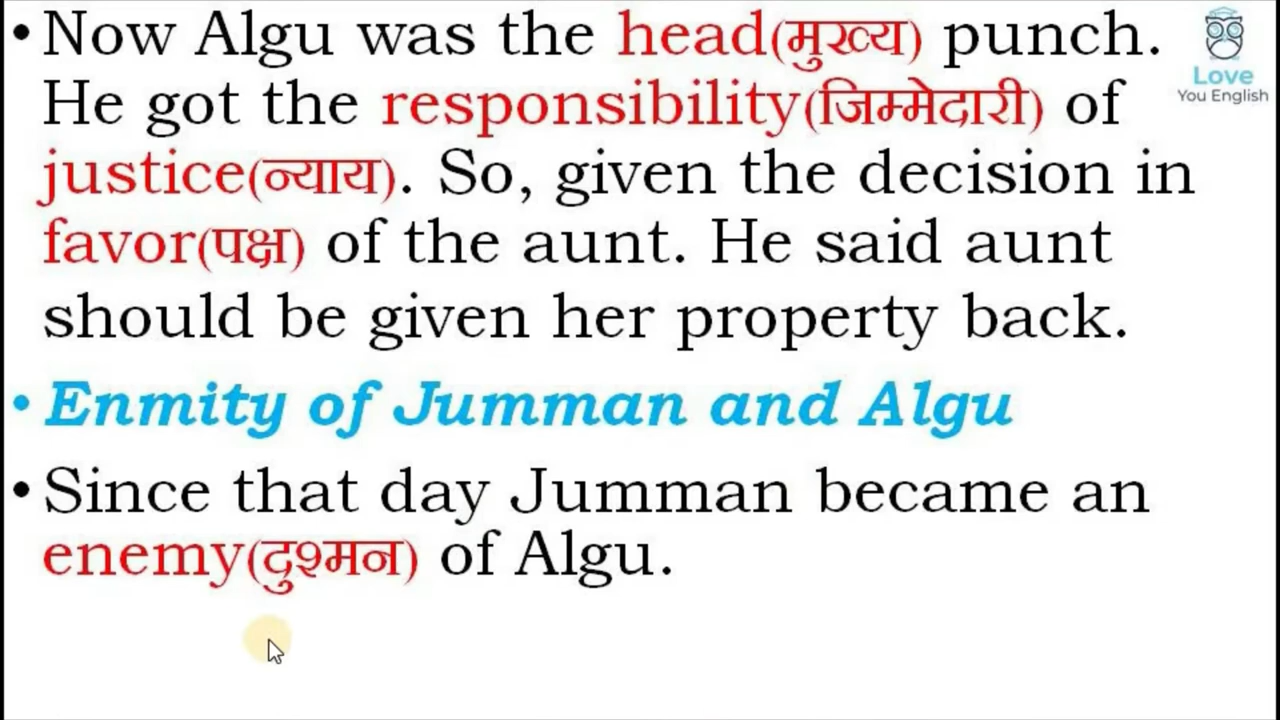 • Now Algu was the head(मुख्य) punch.
He got the responsibility(जिम्मेदारी) of
justice(न्याय). So, given the decision in
favor(पक्ष) of the aunt. He said aunt
should be given her property back.
• Enmity of Jumman and Algu
• Since that day Jumman became an
enemy(दुश्मन) of Algu.
Love
You English